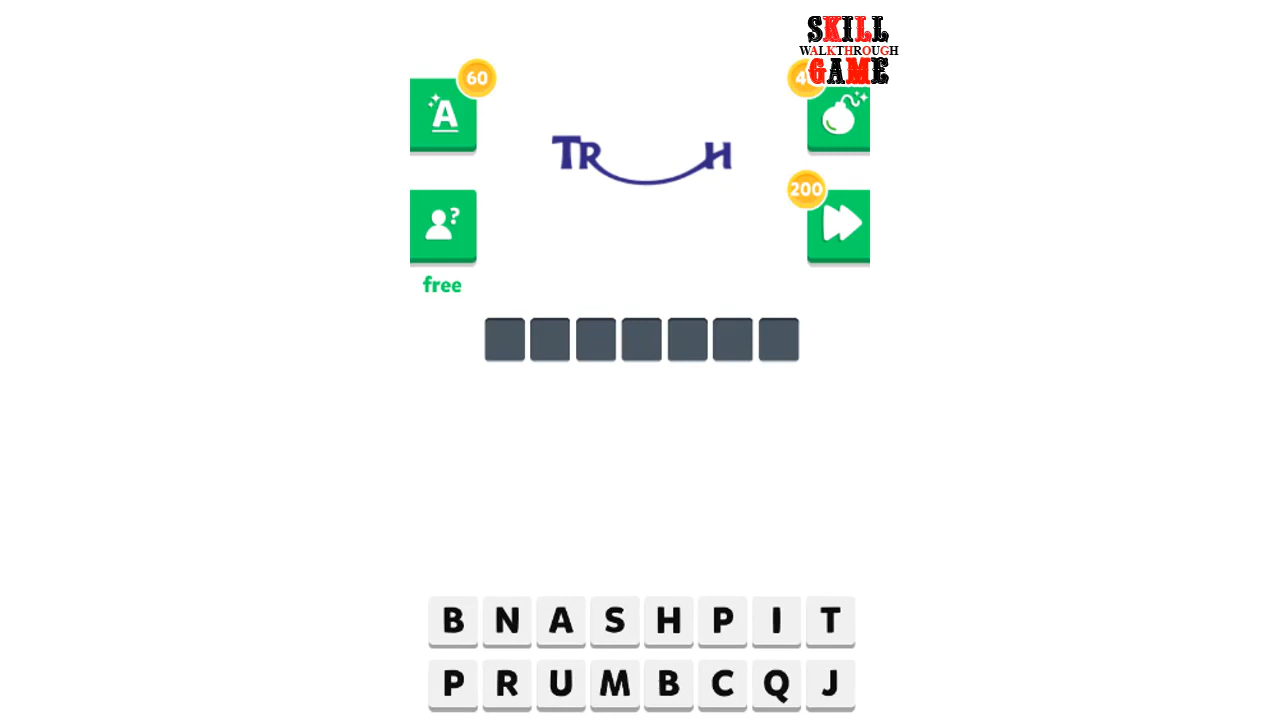 SKILL
WALKTHROUGH
GAME
60
A
TR H
200
?
free
B N A S H P I T
P R U M B C Q J